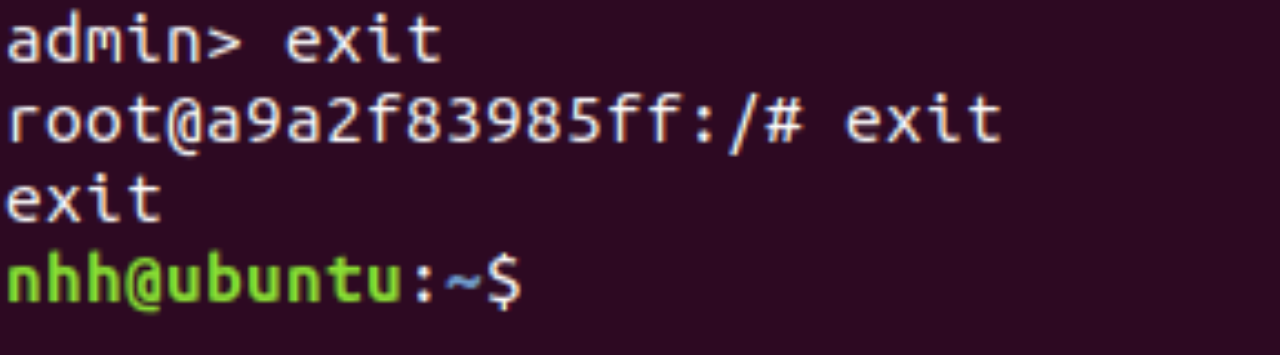 admin> exit
root@a9a2f83985ff:/# exit
exit
nhh@ubuntu:~$